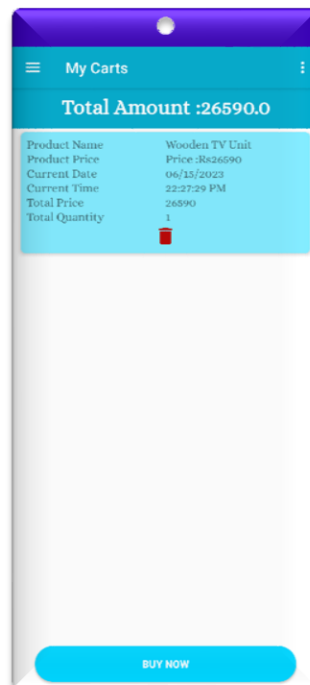 My Carts
Total Amount :26590.0
Product Name Wooden TV Unit
Product Price Price :Rs26590
Current Date 06/15/2023
Current Time 22:27:29 PM
Total Price 26590
Total Quantity 1
BUY NOW